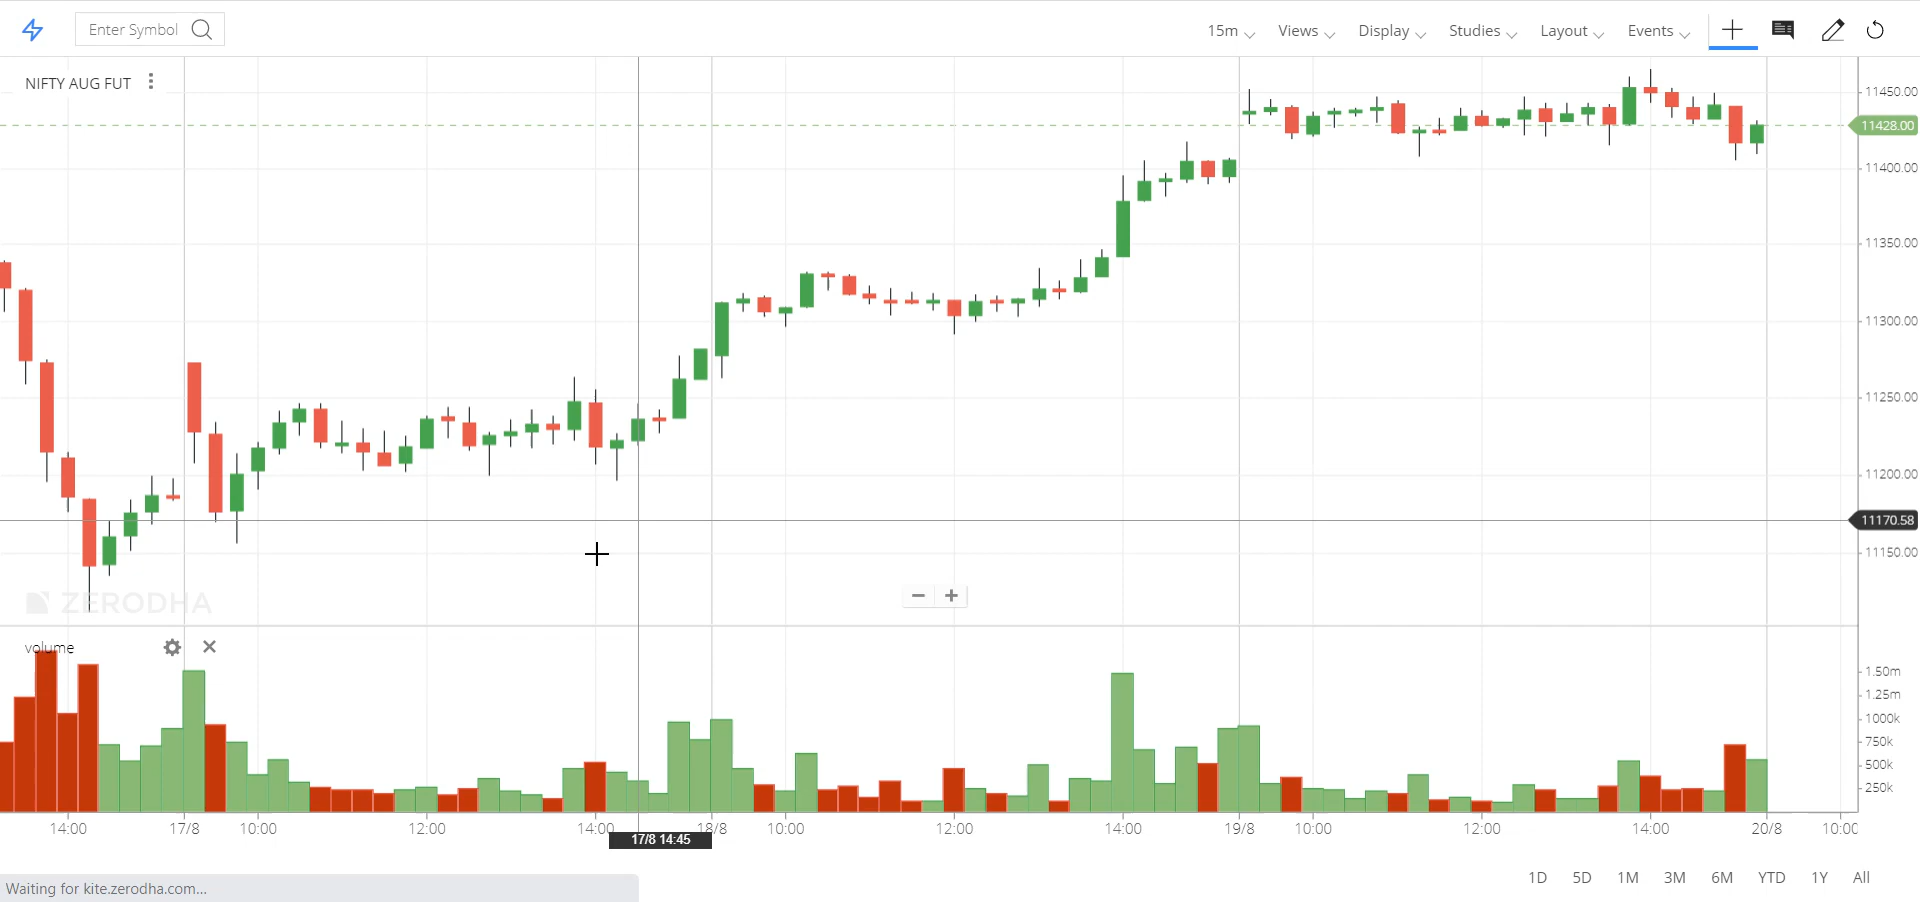 Enter Symbol
15m Views Display Studies Layout Events
NIFTY AUG FUT
11450.00
11428.00
11400.00
11350.00
11300.00
11250.00
11200.00
11170.58
11150.00
ZERODHA
volume
1.50m
1.25m
1000k
750k
500k
250k
14:00 17/8 10:00 12:00 14:00 18/8 10:00 12:00 14:00 19/8 10:00 12:00 14:00 20/8 10:00
17/8 14:45
1D 5D 1M 3M 6M YTD 1Y All
Waiting for kite.zerodha.com...